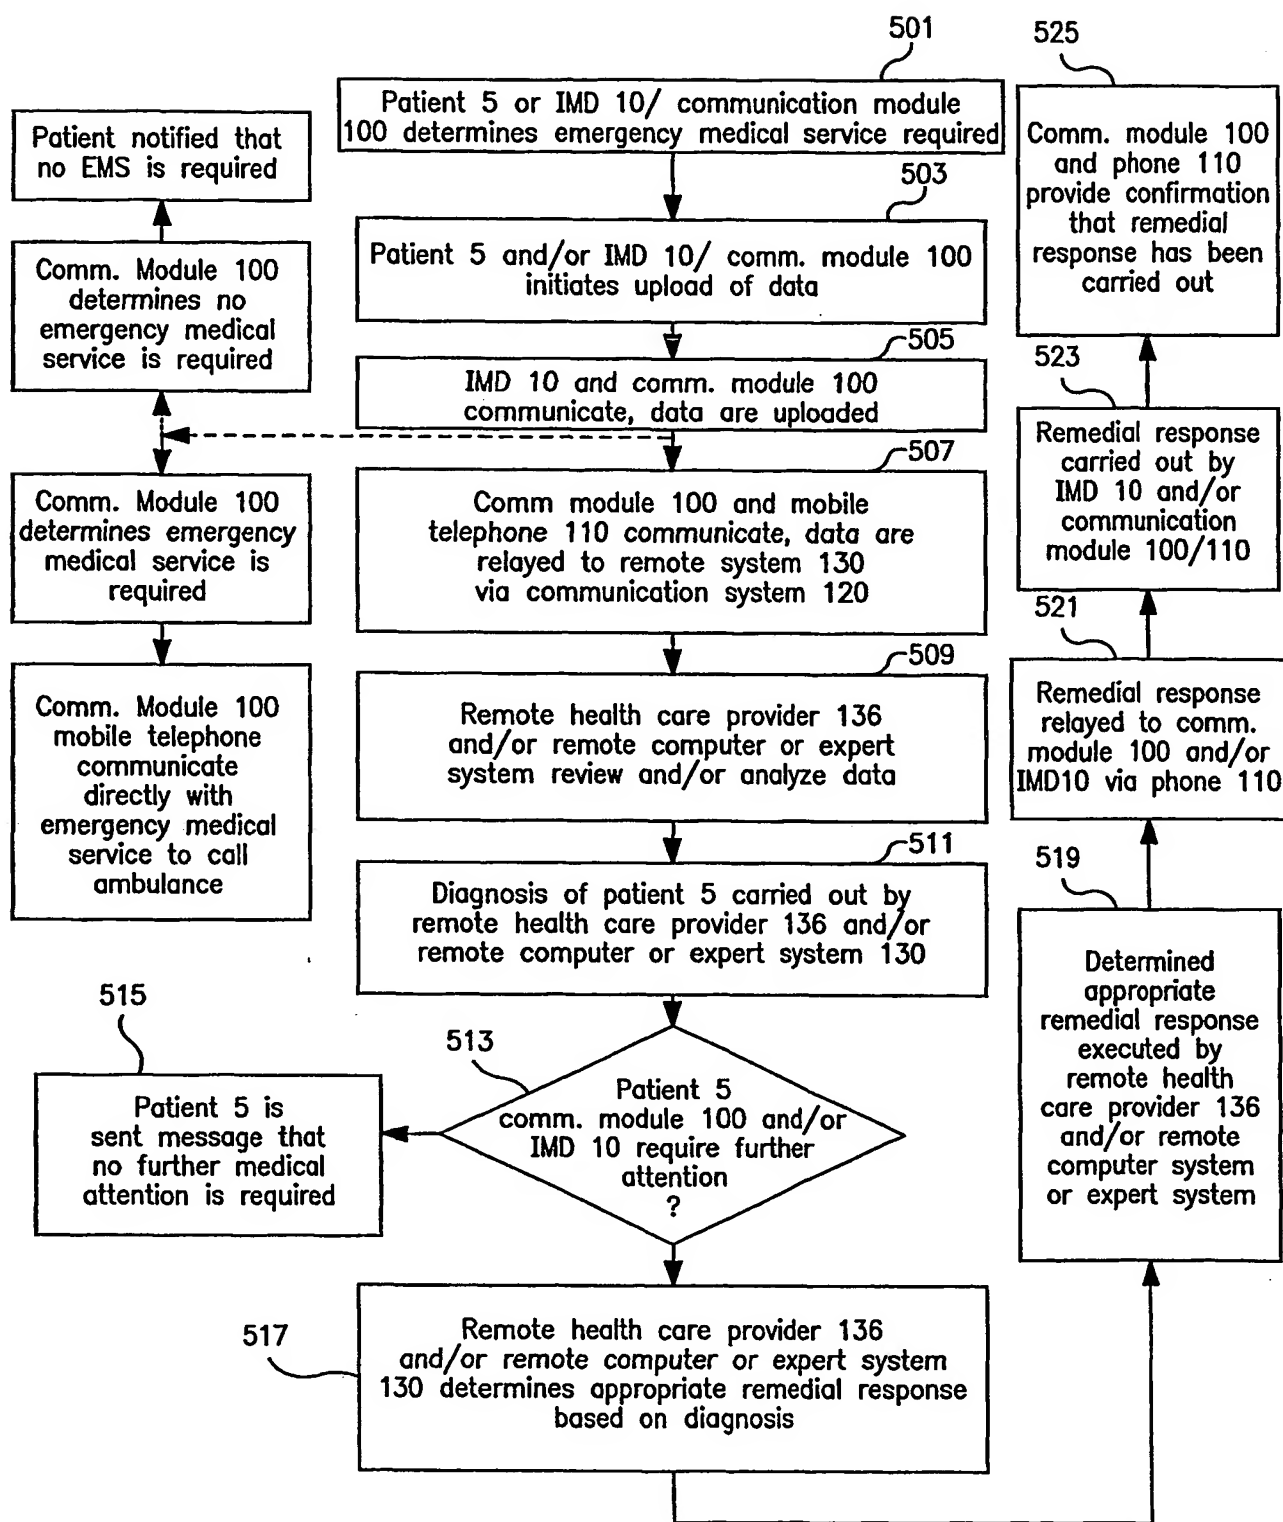 501
Patient 5 or IMD 10/ communication module
100 determines emergency medical service required
503
Patient 5 and/or IMD 10/ comm. module 100
initiates upload of data
505
IMD 10 and comm. module 100
communicate, data are uploaded
507
Comm module 100 and mobile
telephone 110 communicate, data are
relayed to remote system 130
via communication system 120
509
Remote health care provider 136
and/or remote computer or expert
system review and/or analyze data
511
Diagnosis of patient 5 carried out by
remote health care provider 136 and/or
remote computer or expert system 130
513
Patient 5
comm. module 100 and/or
IMD 10 require further
attention
?
515
Patient 5 is
sent message that
no further medical
attention is required
517
Remote health care provider 136
and/or remote computer or expert system
130 determines appropriate remedial response
based on diagnosis
Patient notified that
no EMS is required
Comm. Module 100
determines no
emergency medical
service is required
Comm. Module 100
determines emergency
medical service is
required
Comm. Module 100
mobile telephone
communicate
directly with
emergency medical
service to call
ambulance
519
Determined
appropriate
remedial response
executed by
remote health
care provider 136
and/or remote
computer system
or expert system
521
Remedial response
relayed to comm.
module 100 and/or
IMD10 via phone 110
523
Remedial response
carried out by
IMD 10 and/or
communication
module 100/110
525
Comm. module 100
and phone 110
provide confirmation
that remedial
response has been
carried out